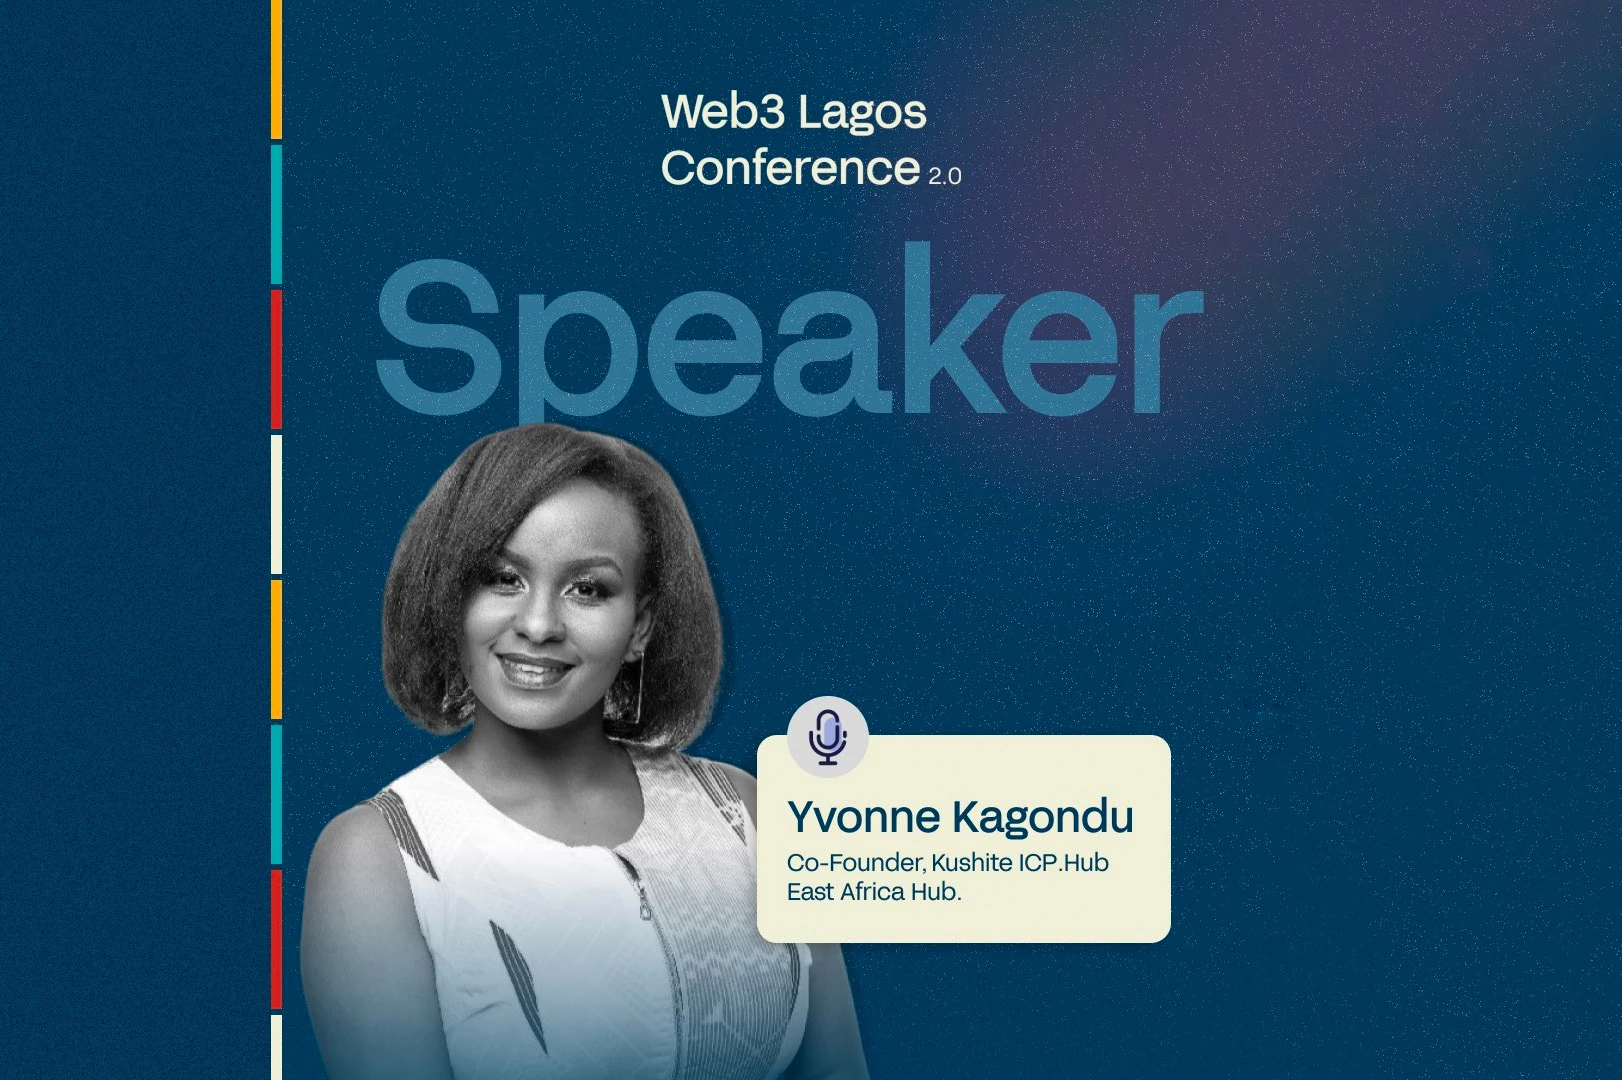 Web3 Lagos
Conference 2.0
Speaker
Yvonne Kagondu
Co-Founder, Kushite ICP.Hub
East Africa Hub.